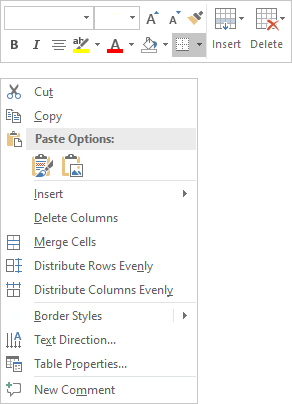 A A
Insert Delete
B I A
Cut
Copy
Paste Options:
Insert
Delete Columns
Merge Cells
Distribute Rows Evenly
Distribute Columns Evenly
Border Styles
Text Direction...
Table Properties...
New Comment